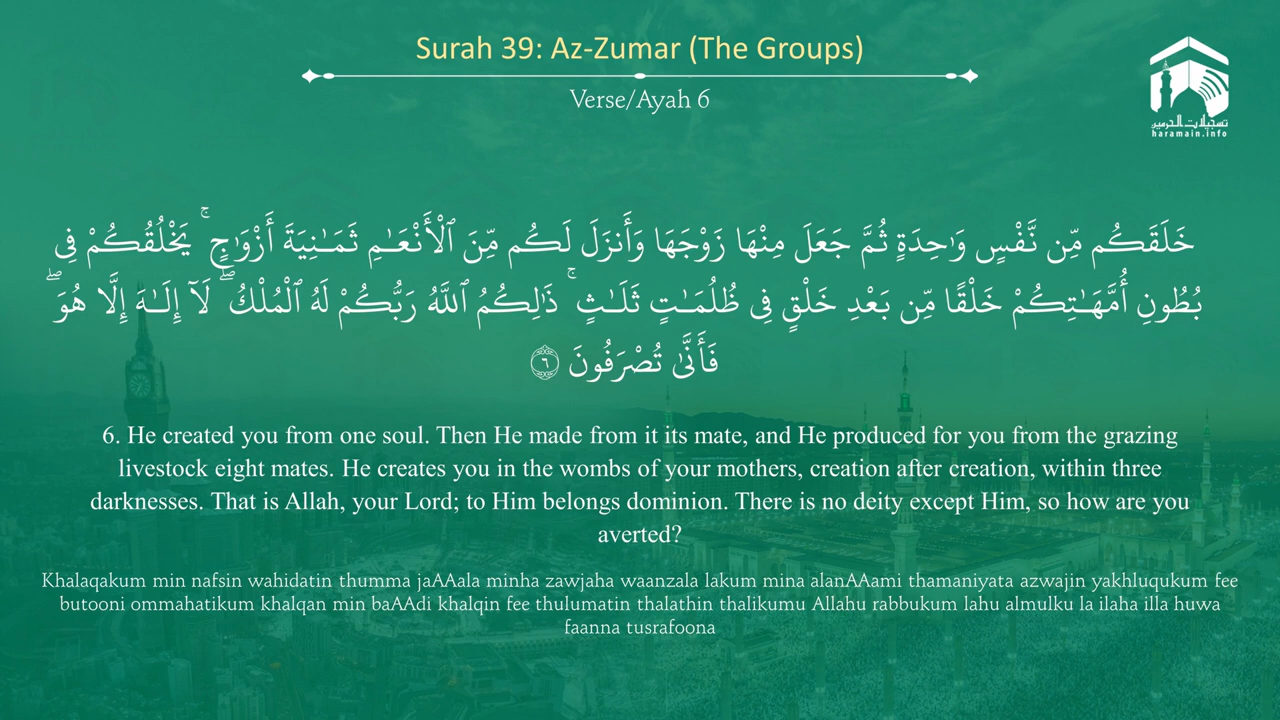 Surah 39: Az-Zumar (The Groups)
Verse/Ayah 6
تسجيلات الحرمين
haramain.info
خَلَقَكُم مِّن نَّفْسٍ وَٰحِدَةٍ ثُمَّ جَعَلَ مِنْهَا زَوْجَهَا وَأَنزَلَ لَكُم مِّنَ ٱلْأَنْعَـٰمِ ثَمَـٰنِيَةَ أَزْوَٰجٍ ۚ يَخْلُقُكُمْ فِى
بُطُونِ أُمَّهَـٰتِكُمْ خَلْقًا مِّن بَعْدِ خَلْقٍ فِى ظُلُمَـٰتٍ ثَلَـٰثٍ ۚ ذَٰلِكُمُ ٱللَّهُ رَبُّكُمْ لَهُ ٱلْمُلْكُ ۖ لَآ إِلَـٰهَ إِلَّا هُوَ ۖ
فَأَنَّىٰ تُصْرَفُونَ ٦
6. He created you from one soul. Then He made from it its mate, and He produced for you from the grazing
livestock eight mates. He creates you in the wombs of your mothers, creation after creation, within three
darknesses. That is Allah, your Lord; to Him belongs dominion. There is no deity except Him, so how are you
averted?
Khalaqakum min nafsin wahidatin thumma jaAAala minha zawjaha waanzala lakum mina alanAAami thamaniyata azwajin yakhluqukum fee
butooni ommahatikum khalqan min baAAdi khalqin fee thulumatin thalathin thalikumu Allahu rabbukum lahu almulku la ilaha illa huwa
faanna tusrafoona